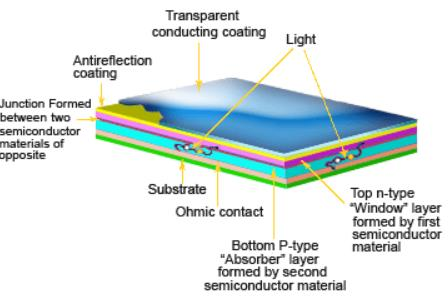 Transparent
conducting coating
Light
Antireflection
coating
Junction Formed
between two
semiconductor
materials of
opposite
Substrate
Ohmic contact
Bottom P-type
“Absorber” layer
formed by second
semiconductor material
Top n-type
“Window” layer
formed by first
semiconductor
material